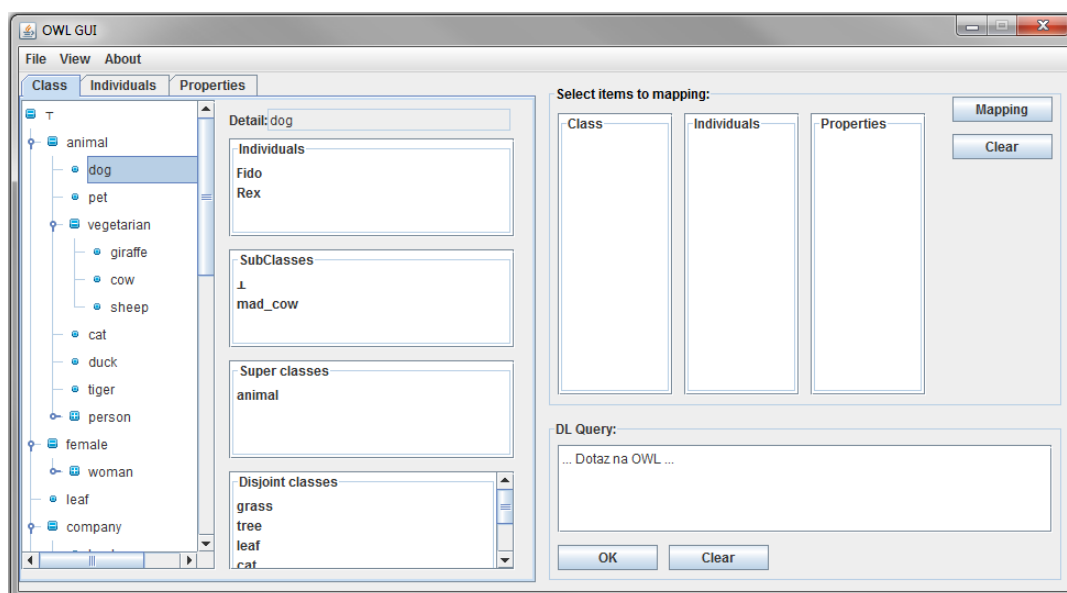 OWL GUI
File View About
Class Individuals Properties
⊤
animal
dog
pet
vegetarian
giraffe
cow
sheep
cat
duck
tiger
person
female
woman
leaf
company
Detail: dog
Individuals
Fido
Rex
SubClasses
⊥
mad_cow
Super classes
animal
Disjoint classes
grass
tree
leaf
cat
Select items to mapping:
Class Individuals Properties
Mapping
Clear
DL Query:
... Dotaz na OWL ...
OK Clear